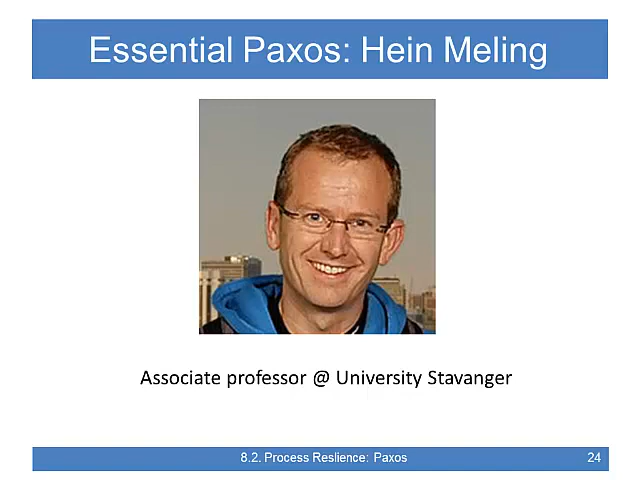 Essential Paxos: Hein Meling
Associate professor @ University Stavanger
8.2. Process Reslience: Paxos
24